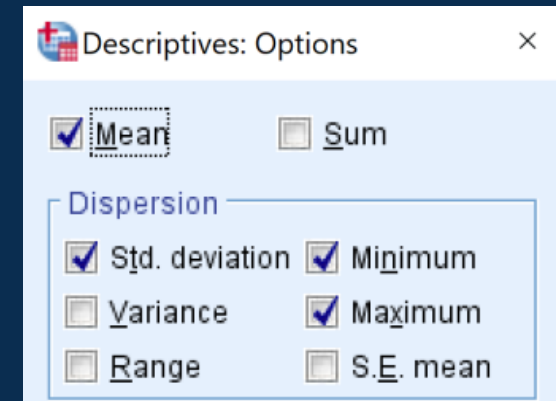 Descriptives: Options
Mean Sum
Dispersion
Std. deviation Minimum
Variance Maximum
Range S.E. mean